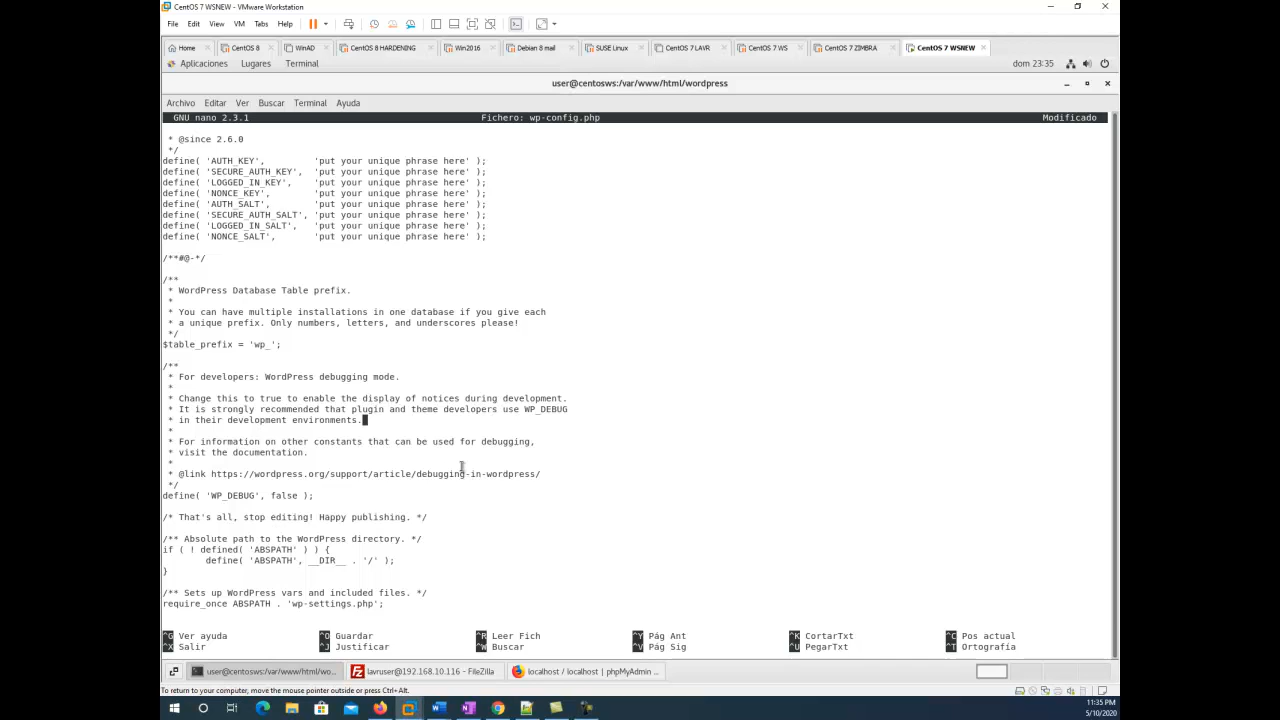 CentOS 7 WSNEW - VMware Workstation
File Edit View VM Tabs Help
Home CentOS 8 WinAD CentOS 8 HARDENING Win2016 Debian 8 mail SUSE Linux CentOS 7 LAVR CentOS 7 WS CentOS 7 ZIMBRA CentOS 7 WSNEW
Aplicaciones Lugares Terminal dom 23:35
user@centosws:/var/www/html/wordpress
Archivo Editar Ver Buscar Terminal Ayuda
GNU nano 2.3.1 Fichero: wp-config.php Modificado
* @since 2.6.0
*/
define( 'AUTH_KEY', 'put your unique phrase here' );
define( 'SECURE_AUTH_KEY', 'put your unique phrase here' );
define( 'LOGGED_IN_KEY', 'put your unique phrase here' );
define( 'NONCE_KEY', 'put your unique phrase here' );
define( 'AUTH_SALT', 'put your unique phrase here' );
define( 'SECURE_AUTH_SALT', 'put your unique phrase here' );
define( 'LOGGED_IN_SALT', 'put your unique phrase here' );
define( 'NONCE_SALT', 'put your unique phrase here' );
/**#@-*/
/**
* WordPress Database Table prefix.
*
* You can have multiple installations in one database if you give each
* a unique prefix. Only numbers, letters, and underscores please!
*/
$table_prefix = 'wp_';
/**
* For developers: WordPress debugging mode.
*
* Change this to true to enable the display of notices during development.
* It is strongly recommended that plugin and theme developers use WP_DEBUG
* in their development environments.
*
* For information on other constants that can be used for debugging,
* visit the documentation.
*
* @link https://wordpress.org/support/article/debugging-in-wordpress/
*/
define( 'WP_DEBUG', false );
/* That's all, stop editing! Happy publishing. */
/** Absolute path to the WordPress directory. */
if ( ! defined( 'ABSPATH' ) ) {
define( 'ABSPATH', __DIR__ . '/' );
}
/** Sets up WordPress vars and included files. */
require_once ABSPATH . 'wp-settings.php';
^G Ver ayuda ^O Guardar ^R Leer Fich ^Y Pág Ant ^K CortarTxt ^C Pos actual
^X Salir ^J Justificar ^W Buscar ^V Pág Sig ^U PegarTxt ^T Ortografía
user@centosws:/var/www/html/wo... lavruser@192.168.10.116 - FileZilla localhost / localhost | phpMyAdmin ...
To return to your computer, move the mouse pointer outside or press Ctrl+Alt.
11:35 PM
5/10/2020